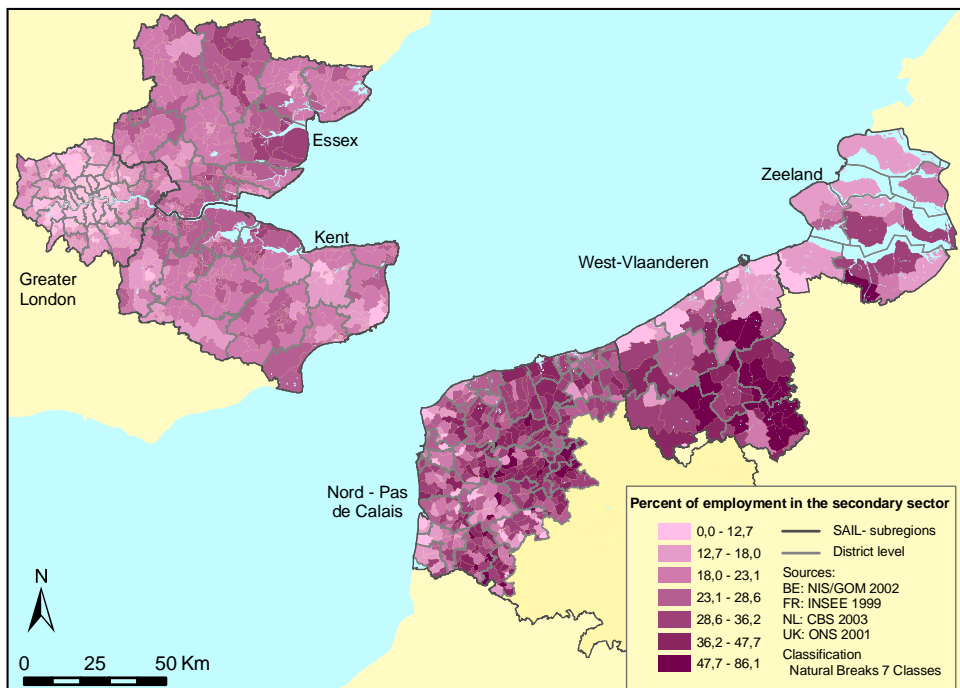 Essex
Zeeland
Kent
West-Vlaanderen
Greater
London
Nord - Pas
de Calais
Percent of employment in the secondary sector
0,0 - 12,7
12,7 - 18,0
18,0 - 23,1
23,1 - 28,6
28,6 - 36,2
36,2 - 47,7
47,7 - 86,1
SAIL- subregions
District level
Sources:
BE: NIS/GOM 2002
FR: INSEE 1999
NL: CBS 2003
UK: ONS 2001
Classification
Natural Breaks 7 Classes
N
0 25 50 Km